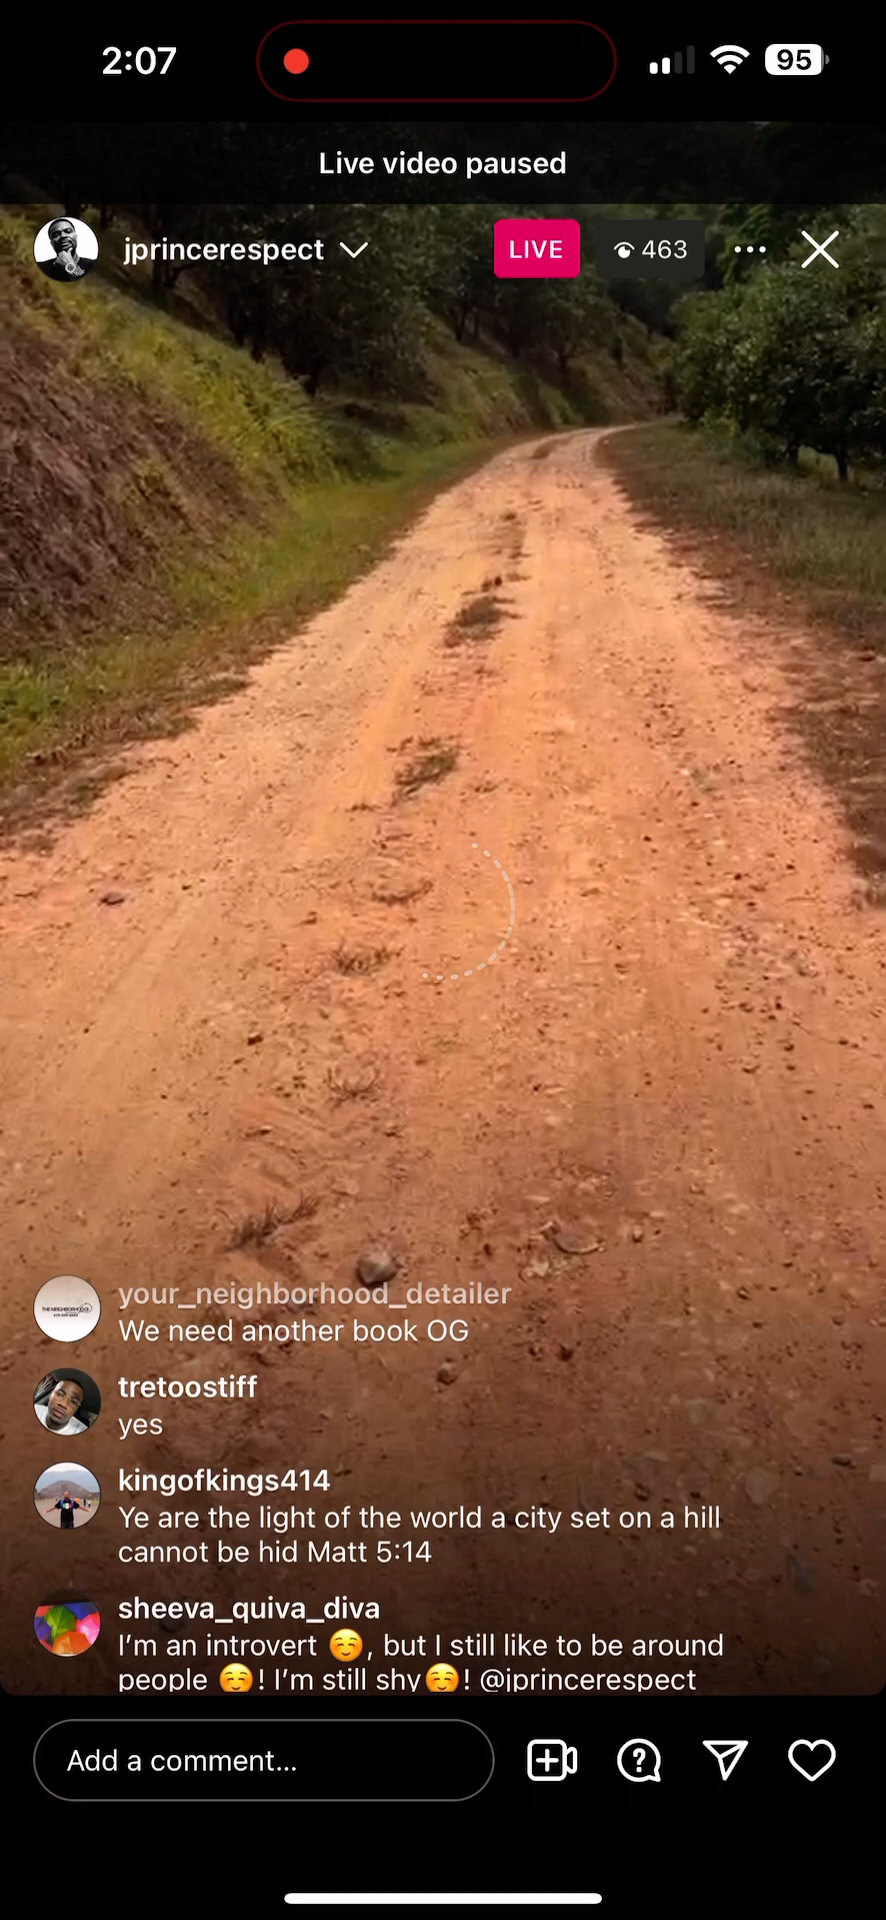 2:07
95
Live video paused
jprincerespect
LIVE
463
your_neighborhood_detailer
We need another book OG
tretoostiff
yes
kingofkings414
Ye are the light of the world a city set on a hill
cannot be hid Matt 5:14
sheeva_quiva_diva
I'm an introvert ☺️, but I still like to be around
people ☺️! I'm still shy☺️! @jprincerespect
Add a comment...